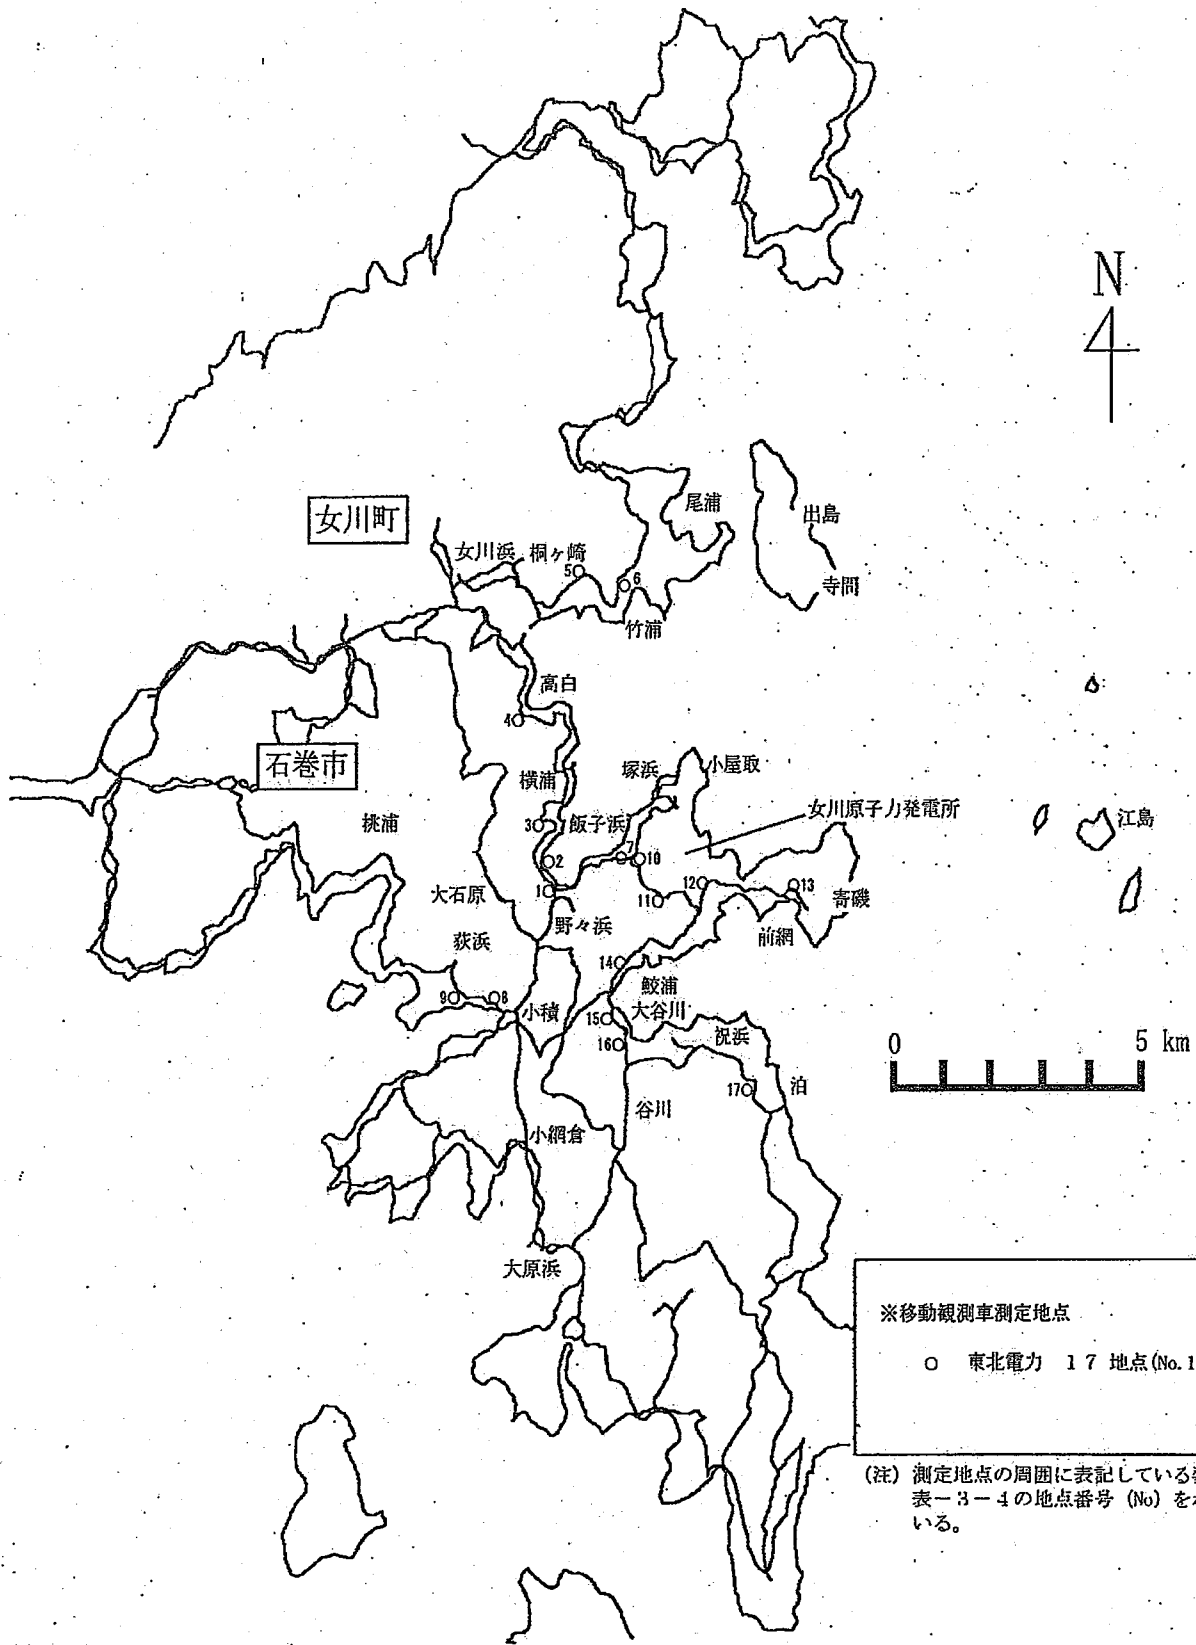 N
尾浦
出島
女川町
女川浜 桐ヶ崎
5
6
寺間
竹浦
高白
4
石巻市
横浦
塚浜
小屋取
女川原子力発電所
桃浦
3
飯子浜
江島
2
7
10
大石原
1
12
13
11
寄磯
野々浜
前網
荻浜
14
鮫浦
9
8
小積
大谷川
15
祝浜
16
0
5 km
17
泊
谷川
小網倉
大原浜
※移動観測車測定地点
○ 東北電力 17 地点(No.1
(注) 測定地点の周囲に表記している
表-3-4の地点番号 (No) を
いる。